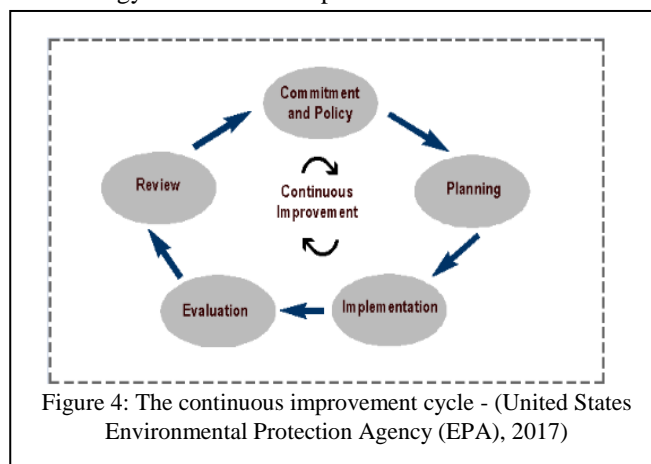 Commitment
and Policy
Review
Planning
Continuous
Improvement
Evaluation
Implementation
Figure 4: The continuous improvement cycle - (United States
Environmental Protection Agency (EPA), 2017)